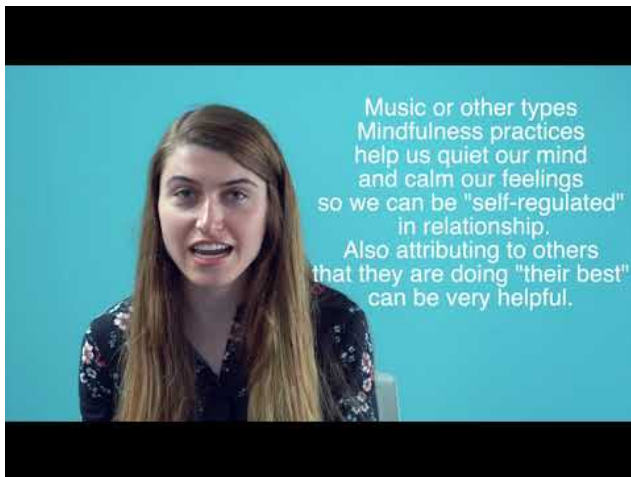 Music or other types
Mindfulness practices
help us quiet our mind
and calm our feelings
so we can be "self-regulated"
in relationship.
Also attributing to others
that they are doing "their best"
can be very helpful.